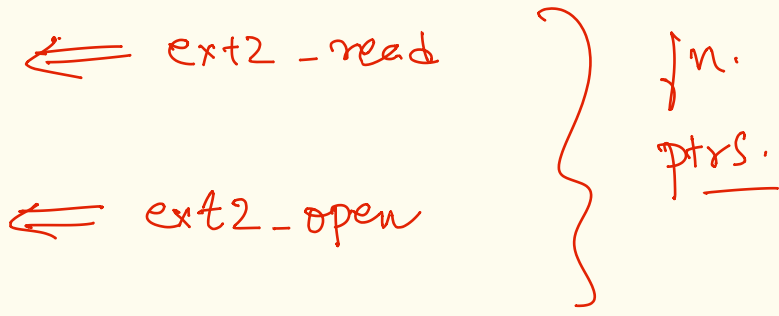 ⇐ ext2_read
fn.
ptrs.
⇐ ext2_open